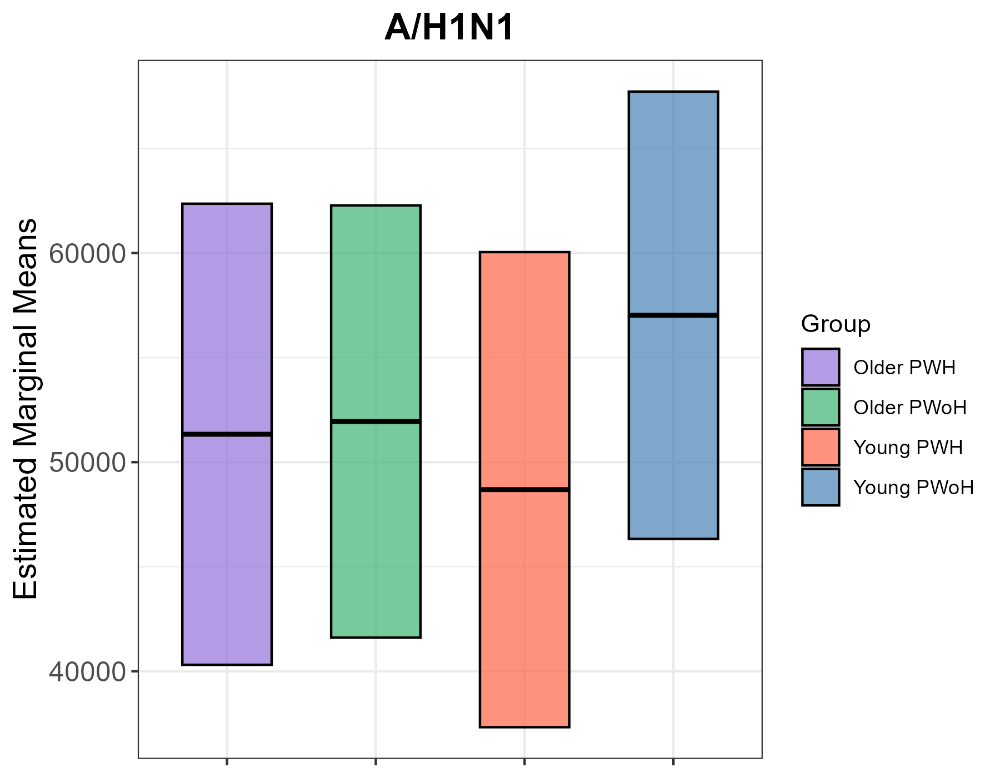 A/H1N1
Estimated Marginal Means
60000
50000
40000
Group
Older PWH
Older PWoH
Young PWH
Young PWoH